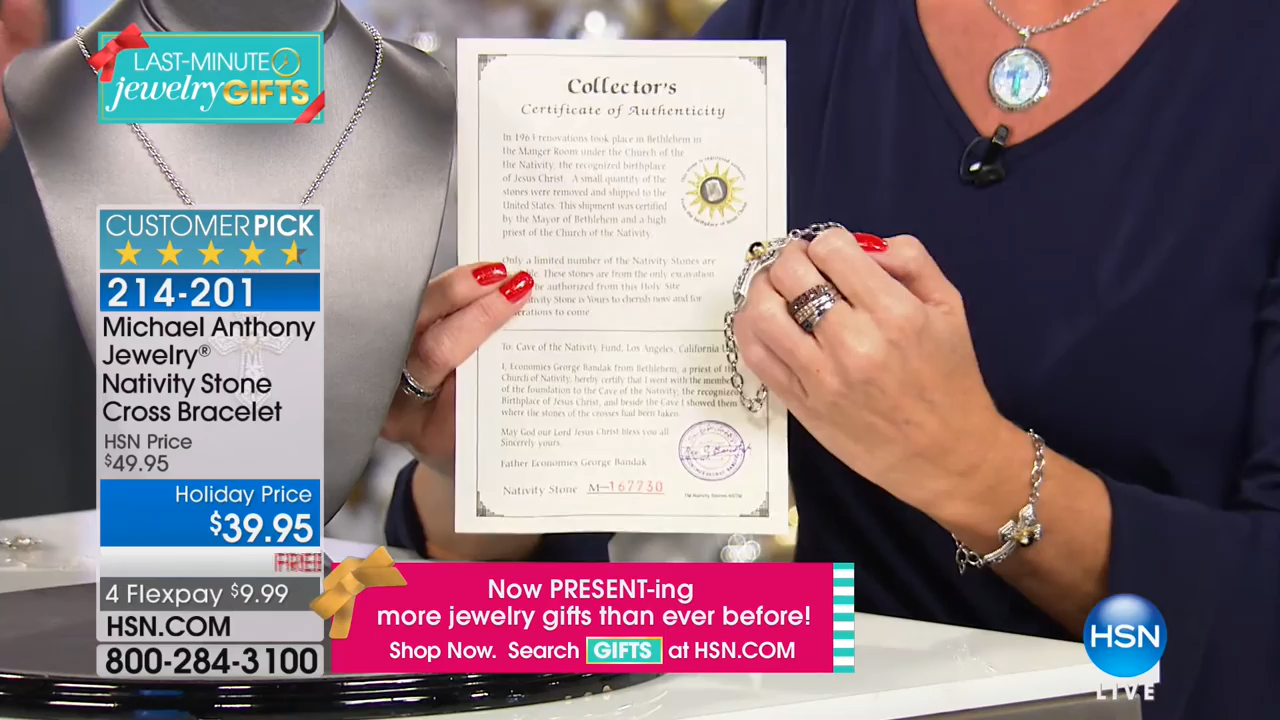 LAST-MINUTE
jewelry GIFTS
CUSTOMER PICK
214-201
Michael Anthony
Jewelry®
Nativity Stone
Cross Bracelet
HSN Price
$49.95
Holiday Price
$39.95
FREE
4 Flexpay $9.99
HSN.COM
800-284-3100
Collector's
Certificate of Authenticity
In 1963 renovations took place in Bethlehem in
the Manger Room under the Church of the
the Nativity, the recognized birthplace
of Jesus Christ. A small quantity of the
stones were removed and shipped to the
United States. This shipment was certified
by the Mayor of Bethlehem and a high
priest of the Church of the Nativity.
Only a limited number of the Nativity Stones are
These stones are from the only excavation
be authorized from this Holy Site
Stone is Yours to cherish now and for
to come.
To: Cave of the Nativity Fund, Los Angeles, California
I, Economies George Bandak from Bethlehem, a priest of
Church of Nativity, hereby certify that I went with the
of the foundation to the Cave of the Nativity, the
Birthplace of Jesus Christ, and beside the Cave I showed them
where the stones of the crosses had been taken.
May God our Lord Jesus Christ bless you all
Sincerely yours,
Father Economies George Bandak
Nativity Stone M-167730
Now PRESENT-ing
more jewelry gifts than ever before!
Shop Now. Search GIFTS at HSN.COM
HSN
LIVE